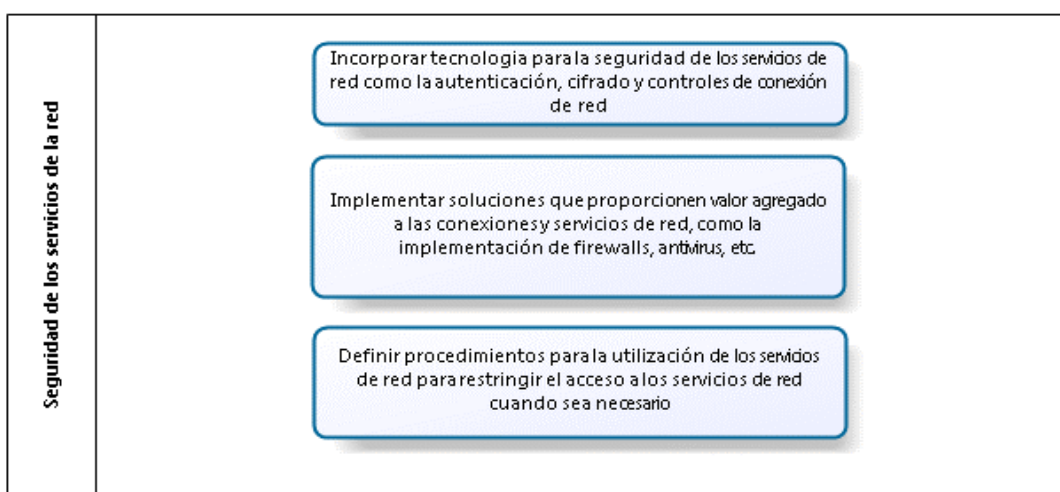 Seguridad de los servicios de la red
Incorporar tecnologia para la seguridad de los servicios de
red como la autenticación, cifrado y controles de conexión
de red
Implementar soluciones que proporcionen valor agregado
a las conexiones y servicios de red, como la
implementación de firewalls, antivirus, etc.
Definir procedimientos para la utilización de los servicios
de red para restringir el acceso a los servicios de red
cuando sea necesario